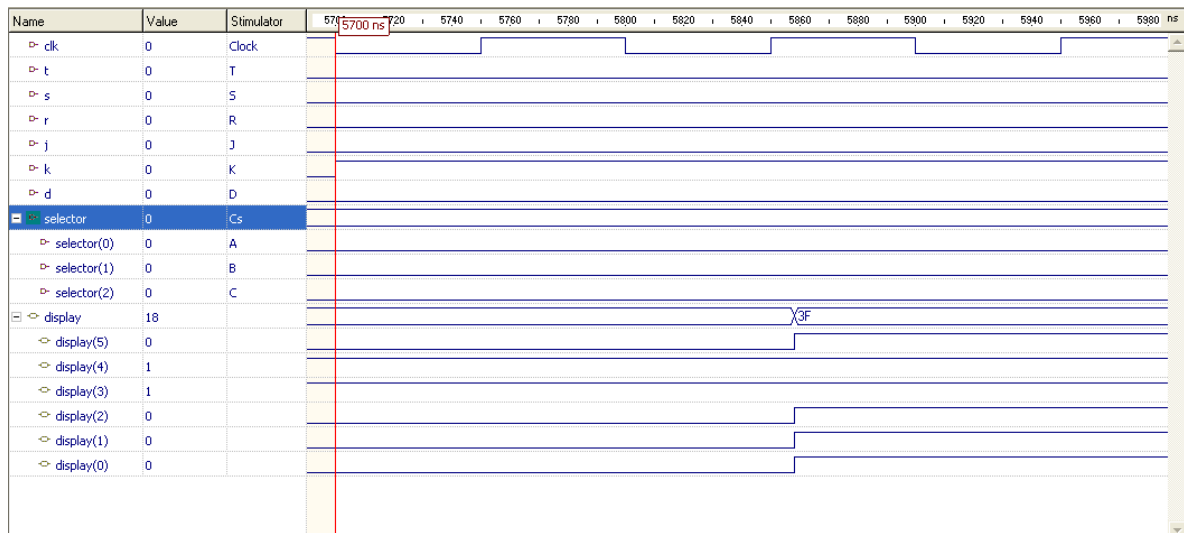 Name Value Stimulator 5700 5720 5740 5760 5780 5800 5820 5840 5860 5880 5900 5920 5940 5960 5980 ns
5700 ns
clk 0 Clock
t 0 T
s 0 S
r 0 R
j 0 J
k 0 K
d 0 D
selector 0 Cs
selector(0) 0 A
selector(1) 0 B
selector(2) 0 C
display 18 3F
display(5) 0
display(4) 1
display(3) 1
display(2) 0
display(1) 0
display(0) 0